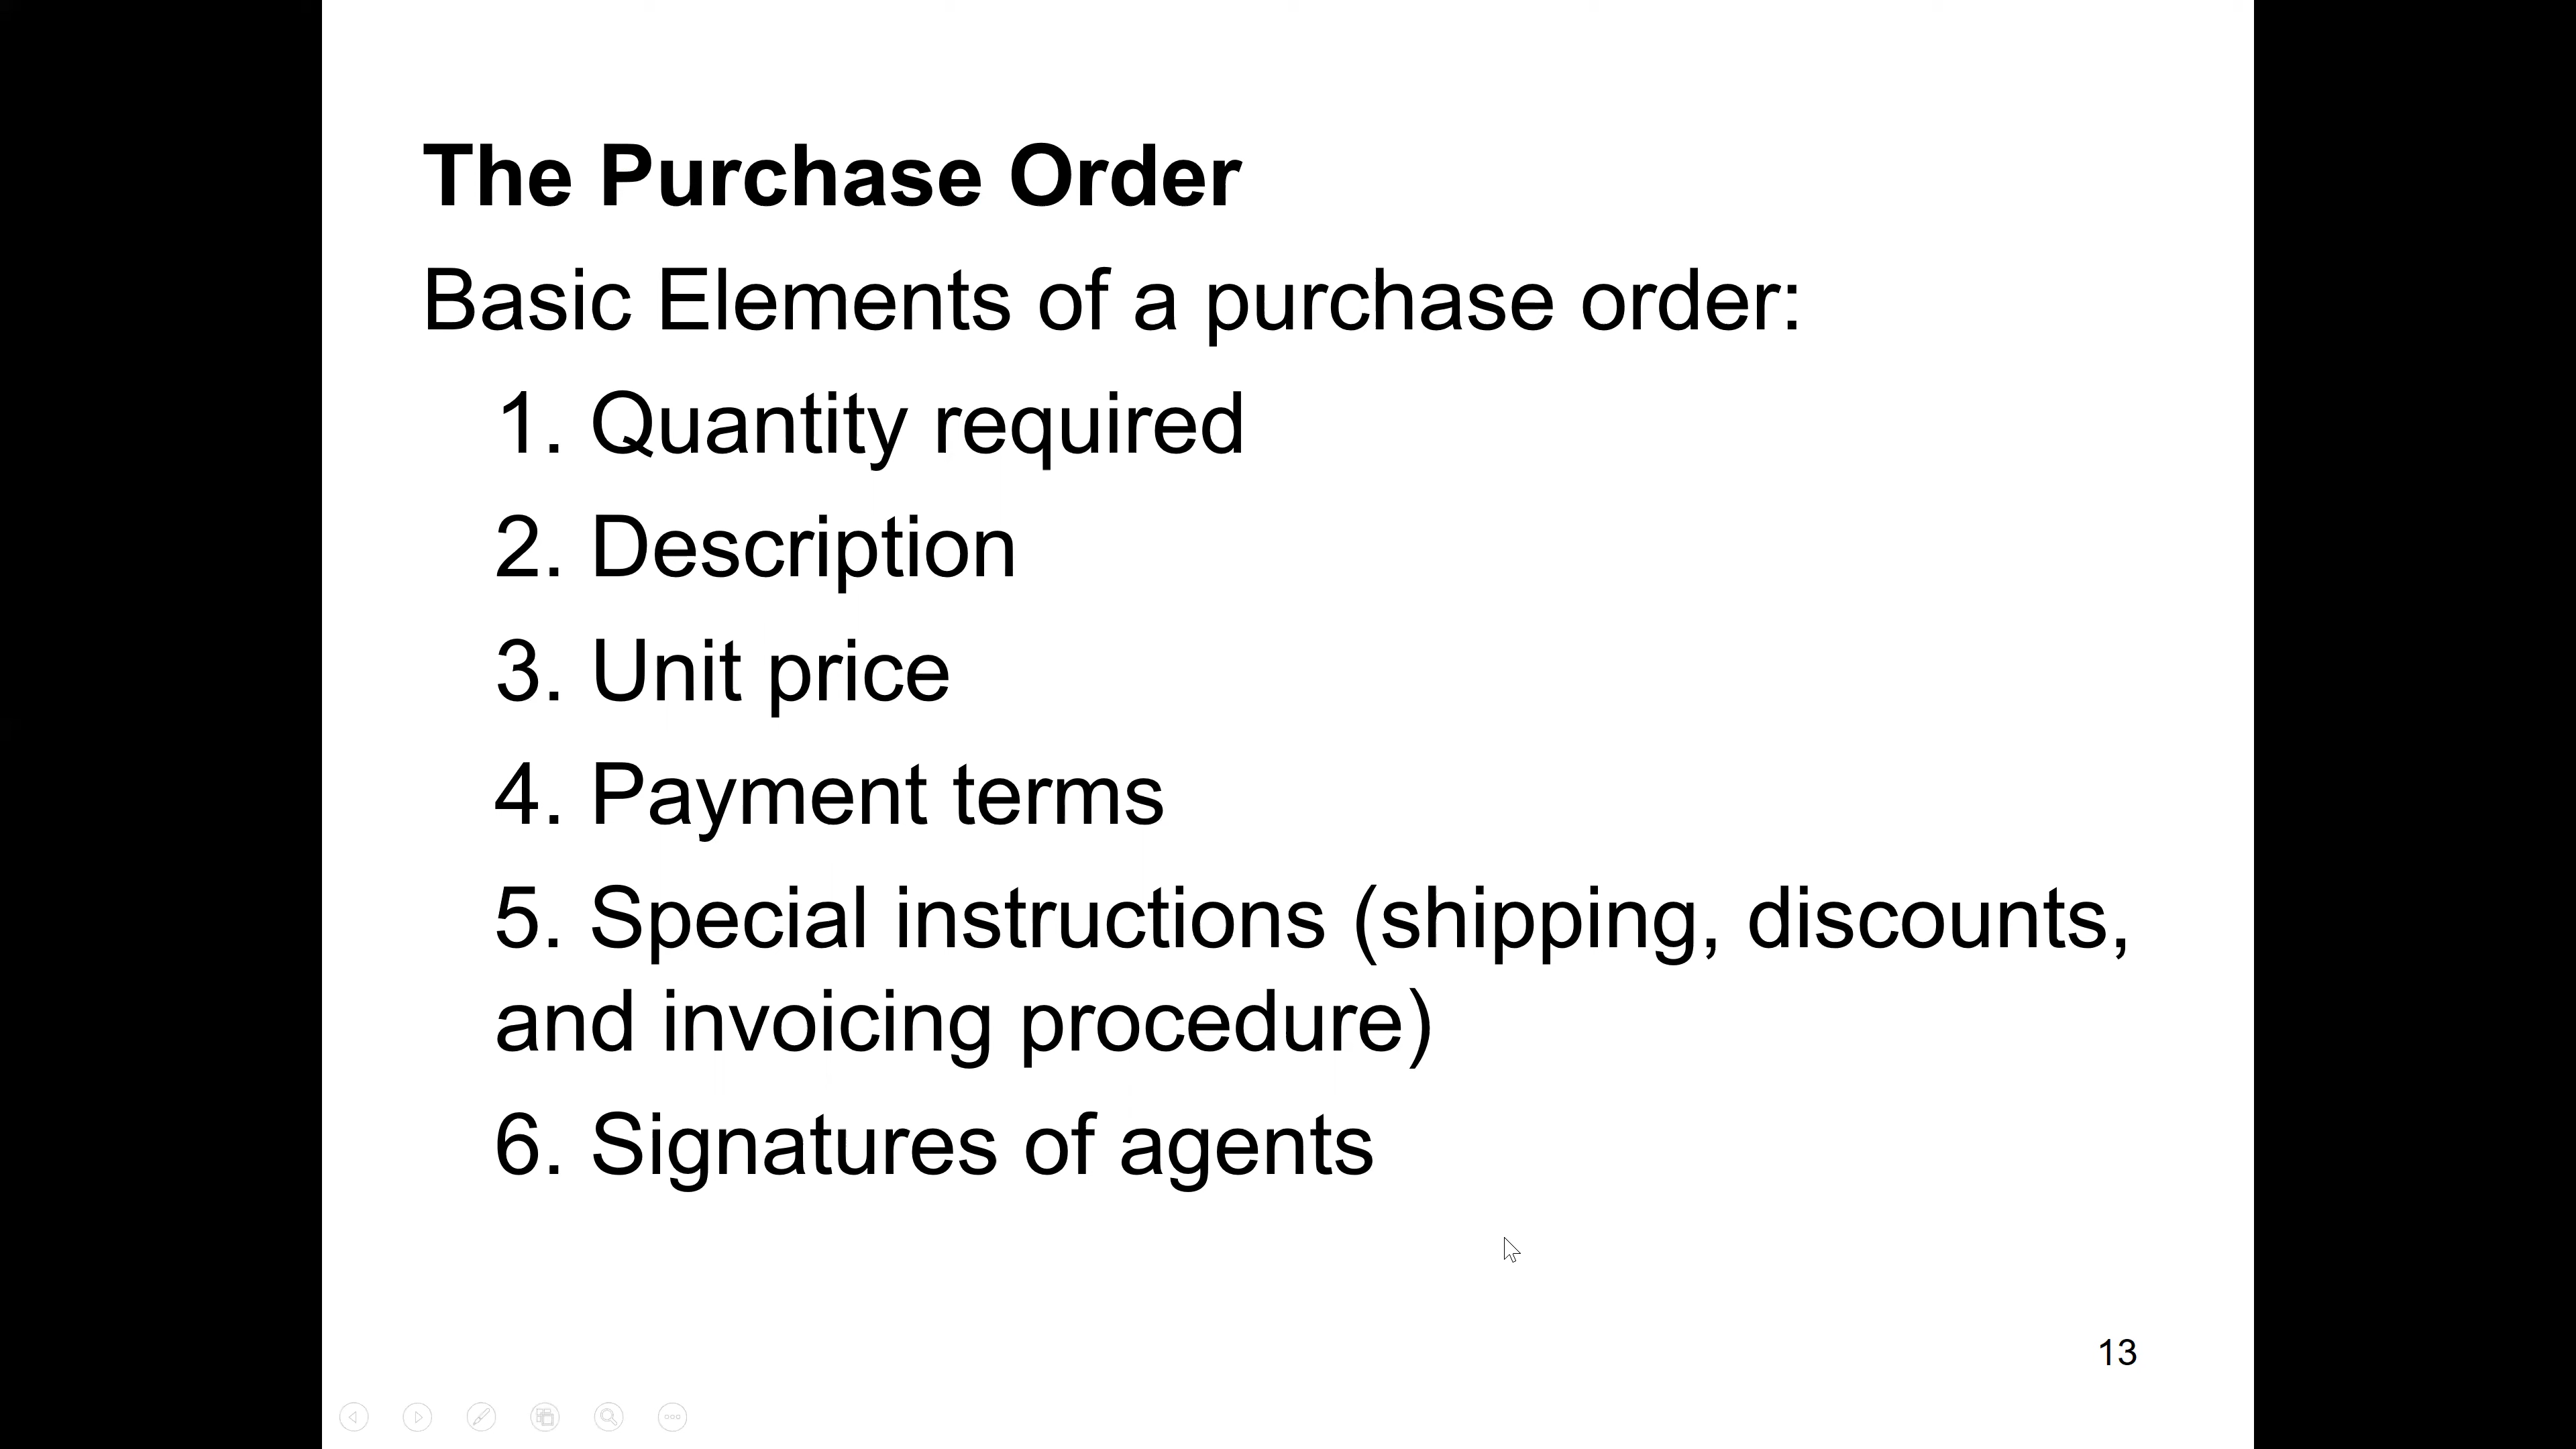 The Purchase Order
Basic Elements of a purchase order:
1. Quantity required
2. Description
3. Unit price
4. Payment terms
5. Special instructions (shipping, discounts,
and invoicing procedure)
6. Signatures of agents
13